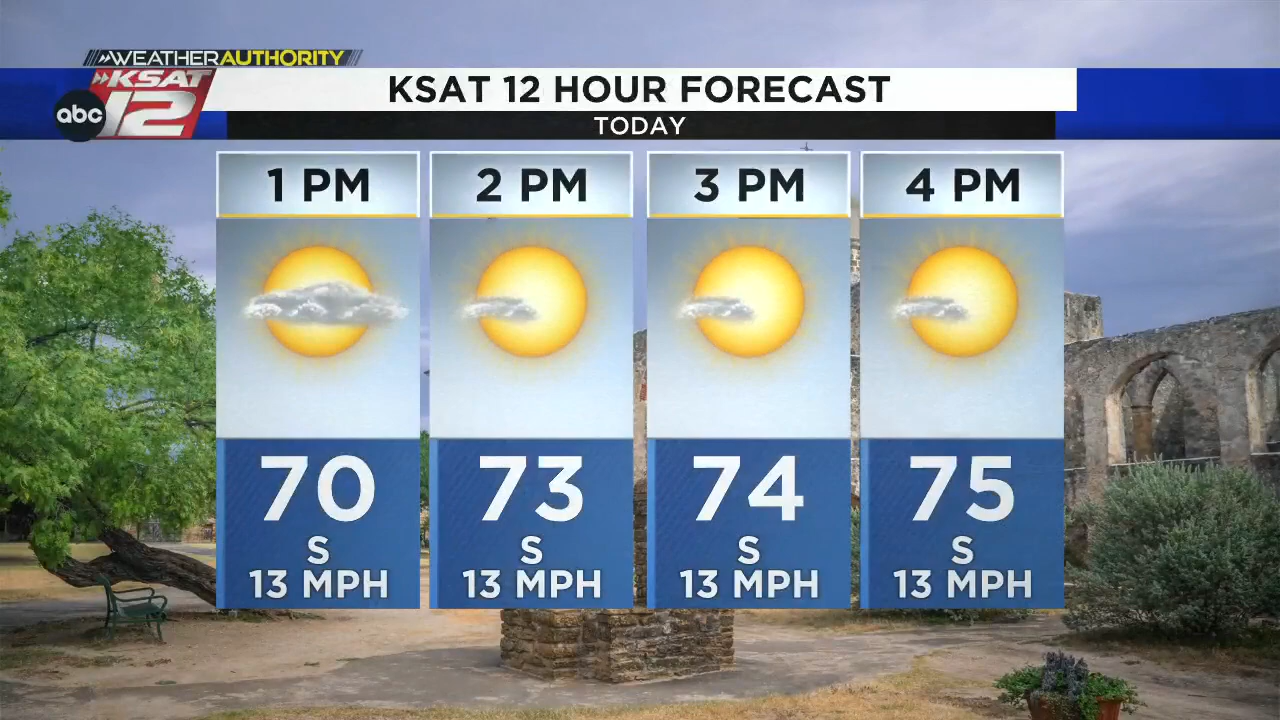 WEATHERAUTHORITY
KSAT
abc 12
KSAT 12 HOUR FORECAST
TODAY
1 PM
70
S
13 MPH
2 PM
73
S
13 MPH
3 PM
74
S
13 MPH
4 PM
75
S
13 MPH